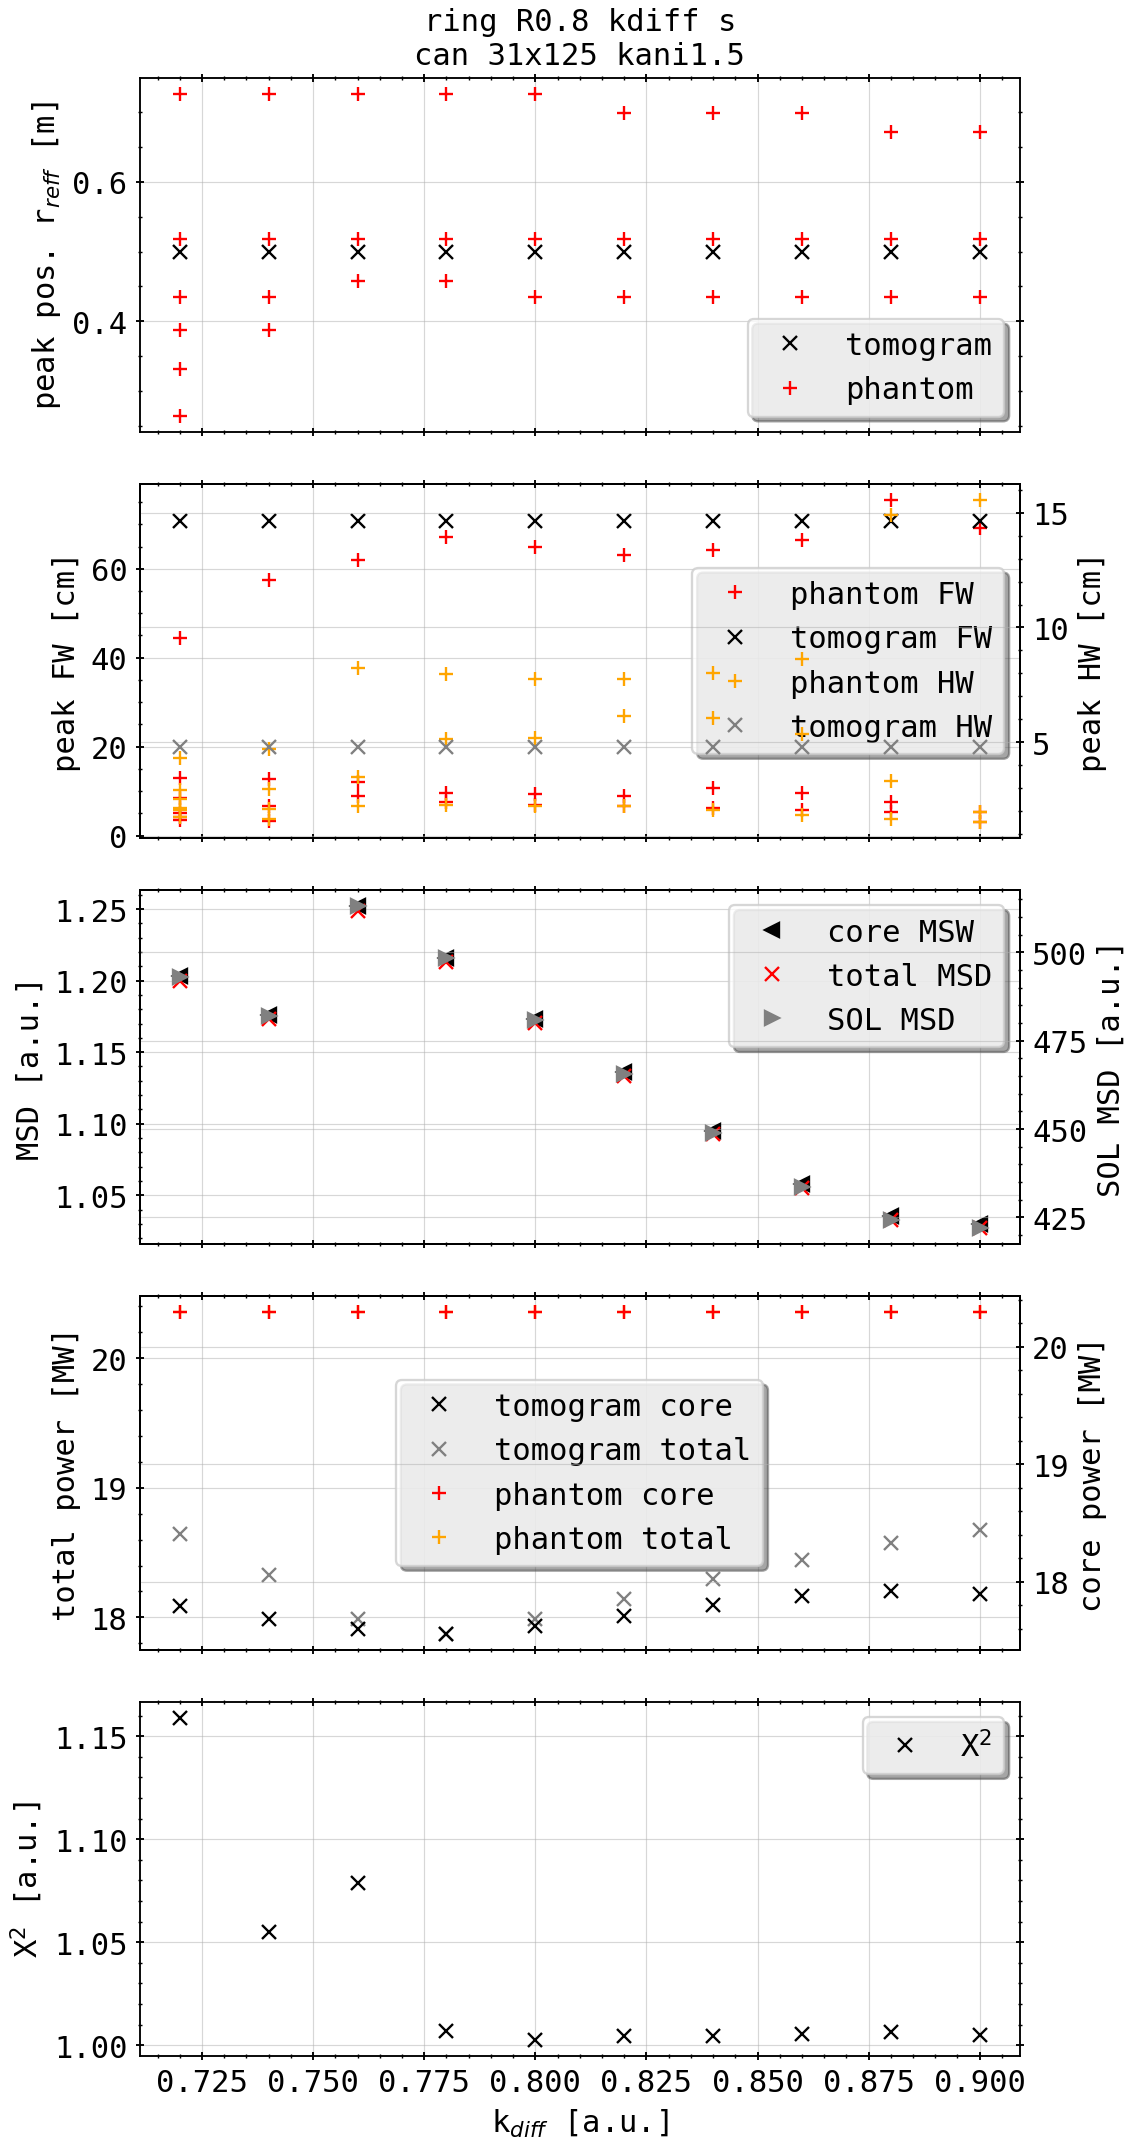 ring R0.8 kdiff s
can 31x125 kani1.5
peak pos. r_reff [m]
0.6
0.4
tomogram
phantom
peak FW [cm]
60
40
20
0
peak HW [cm]
15
10
5
phantom FW
tomogram FW
phantom HW
tomogram HW
MSD [a.u.]
1.25
1.20
1.15
1.10
1.05
SOL MSD [a.u.]
500
475
450
425
core MSW
total MSD
SOL MSD
total power [MW]
20
19
18
core power [MW]
20
19
18
tomogram core
tomogram total
phantom core
phantom total
X² [a.u.]
1.15
1.10
1.05
1.00
X²
0.725 0.750 0.775 0.800 0.825 0.850 0.875 0.900
k_diff [a.u.]